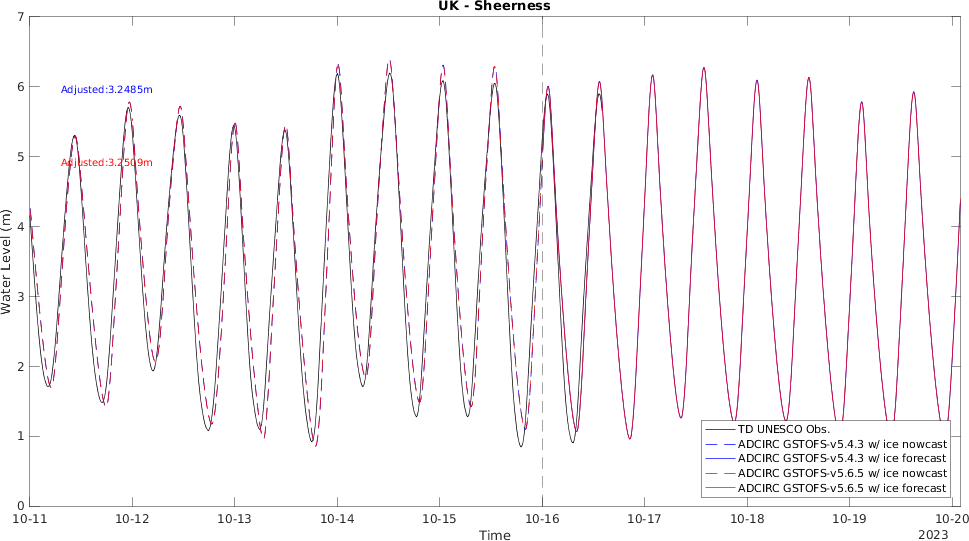 UK - Sheerness
7
6
5
4
3
2
1
0
Water Level (m)
Adjusted:3.2485m
Adjusted:3.2509m
TD UNESCO Obs.
ADCIRC GSTOFS-v5.4.3 w/ ice nowcast
ADCIRC GSTOFS-v5.4.3 w/ ice forecast
ADCIRC GSTOFS-v5.6.5 w/ ice nowcast
ADCIRC GSTOFS-v5.6.5 w/ ice forecast
10-11 10-12 10-13 10-14 10-15 10-16 10-17 10-18 10-19 10-20
Time
2023